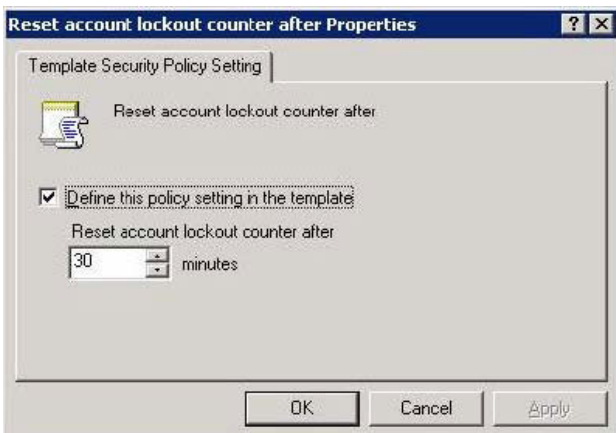 Reset account lockout counter after Properties
Template Security Policy Setting
Reset account lockout counter after
Define this policy setting in the template
Reset account lockout counter after
30 minutes
OK Cancel Apply